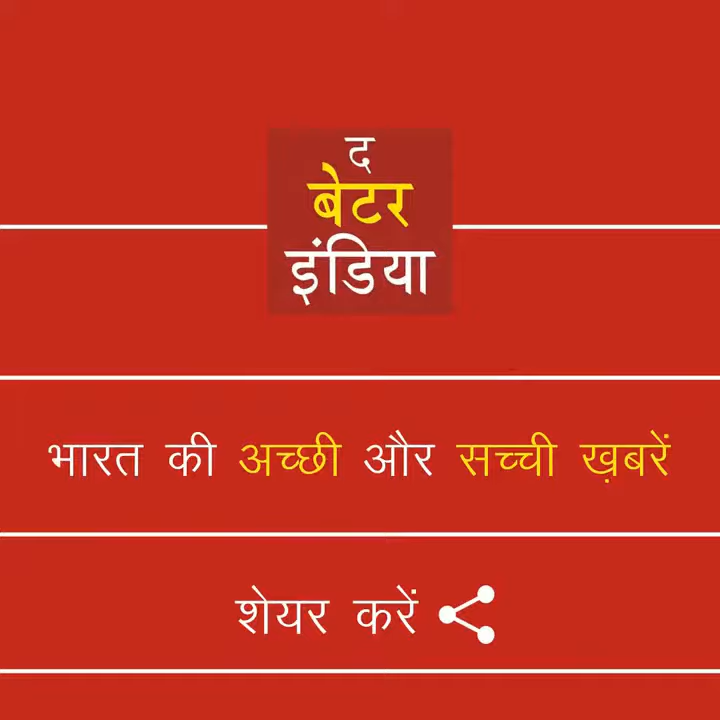 द
बेटर
इंडिया
भारत की अच्छी और सच्ची ख़बरें
शेयर करें